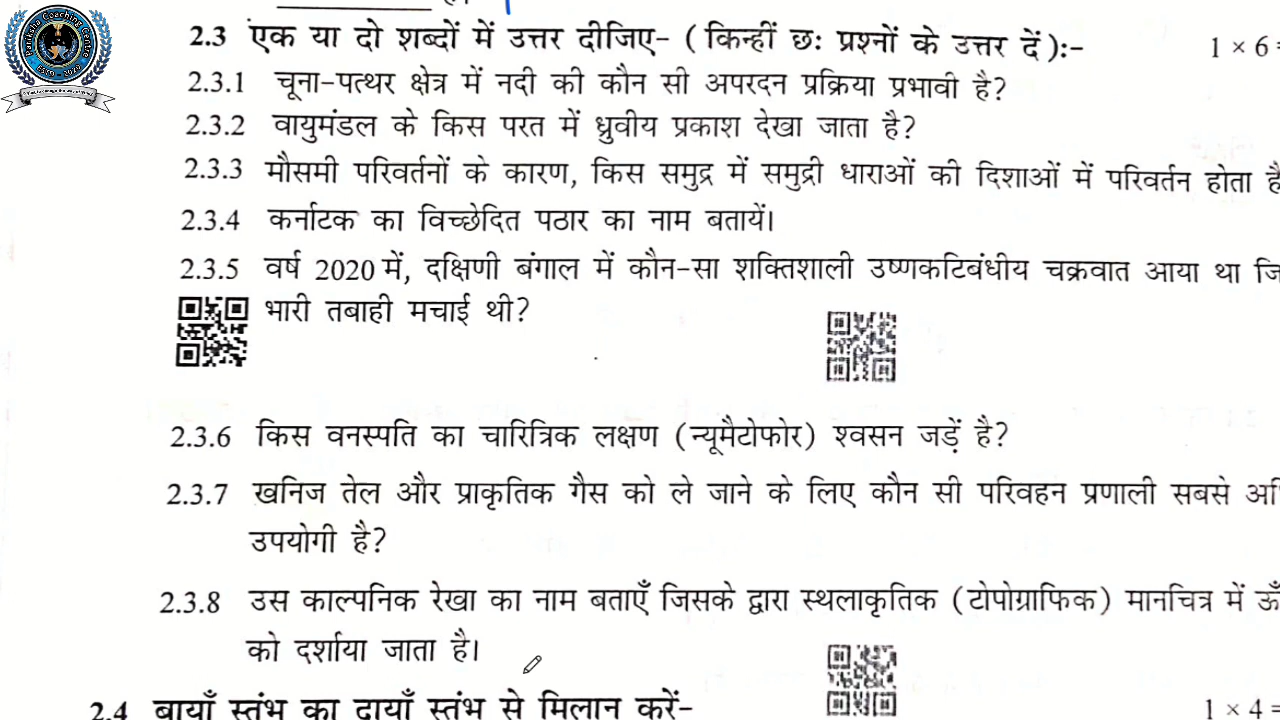 2.3 एक या दो शब्दों में उत्तर दीजिए- ( किन्हीं छः प्रश्नों के उत्तर दें ):- 1 × 6 =
2.3.1 चूना-पत्थर क्षेत्र में नदी की कौन सी अपरदन प्रक्रिया प्रभावी है?
2.3.2 वायुमंडल के किस परत में ध्रुवीय प्रकाश देखा जाता है?
2.3.3 मौसमी परिवर्तनों के कारण, किस समुद्र में समुद्री धाराओं की दिशाओं में परिवर्तन होता है
2.3.4 कर्नाटक का विच्छेदित पठार का नाम बतायें।
2.3.5 वर्ष 2020 में, दक्षिणी बंगाल में कौन-सा शक्तिशाली उष्णकटिबंधीय चक्रवात आया था जि
भारी तबाही मचाई थी?
2.3.6 किस वनस्पति का चारित्रिक लक्षण (न्यूमैटोफोर) श्वसन जड़ें है?
2.3.7 खनिज तेल और प्राकृतिक गैस को ले जाने के लिए कौन सी परिवहन प्रणाली सबसे अधि
उपयोगी है?
2.3.8 उस काल्पनिक रेखा का नाम बताएँ जिसके द्वारा स्थलाकृतिक (टोपोग्राफिक) मानचित्र में ऊँ
को दर्शाया जाता है।
2.4 बायाँ स्तंभ का दायाँ स्तंभ से मिलान करें- 1 × 4 =